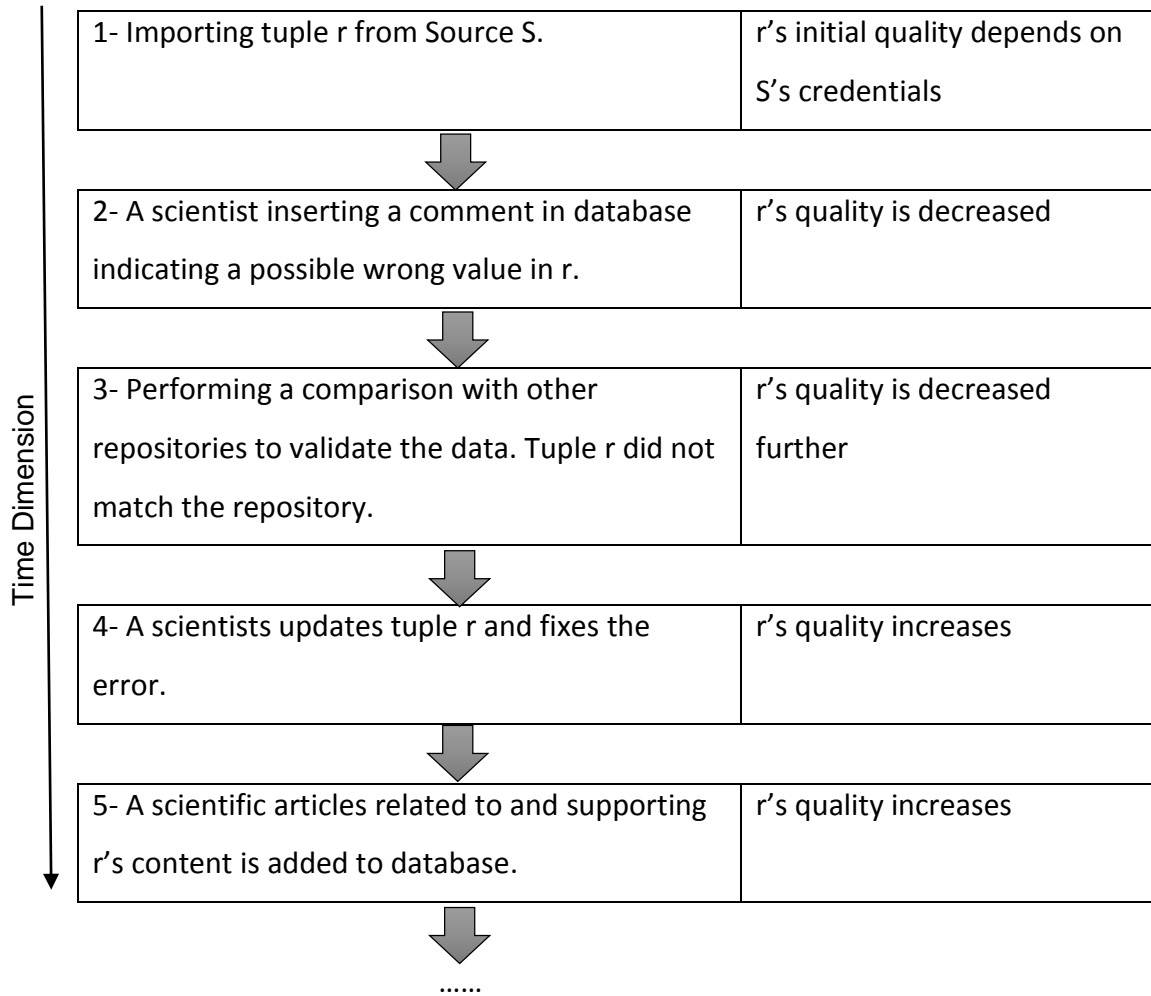 Time Dimension
1- Importing tuple r from Source S.
r’s initial quality depends on
S’s credentials
2- A scientist inserting a comment in database
indicating a possible wrong value in r.
r’s quality is decreased
3- Performing a comparison with other
repositories to validate the data. Tuple r did not
match the repository.
r’s quality is decreased
further
4- A scientists updates tuple r and fixes the
error.
r’s quality increases
5- A scientific articles related to and supporting
r’s content is added to database.
r’s quality increases
......